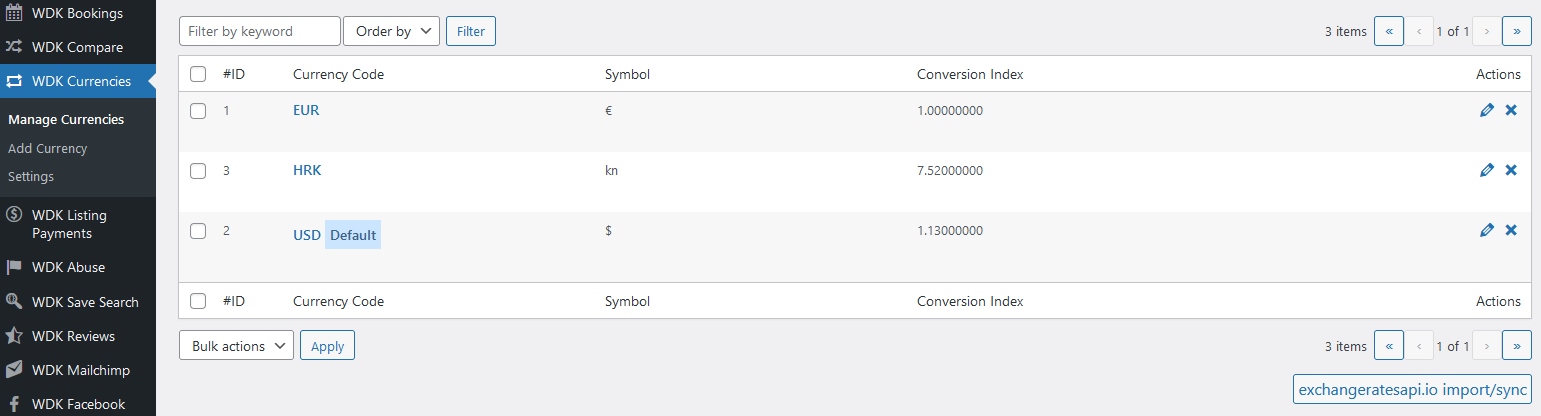 WDK Bookings
WDK Compare
WDK Currencies
Manage Currencies
Add Currency
Settings
WDK Listing
Payments
WDK Abuse
WDK Save Search
WDK Reviews
WDK Mailchimp
WDK Facebook
Filter by keyword Order by Filter 3 items « ‹ 1 of 1 › »
#ID Currency Code Symbol Conversion Index Actions
1 EUR € 1.00000000
3 HRK kn 7.52000000
2 USD Default $ 1.13000000
#ID Currency Code Symbol Conversion Index Actions
Bulk actions Apply 3 items « ‹ 1 of 1 › »
exchangeratesapi.io import/sync